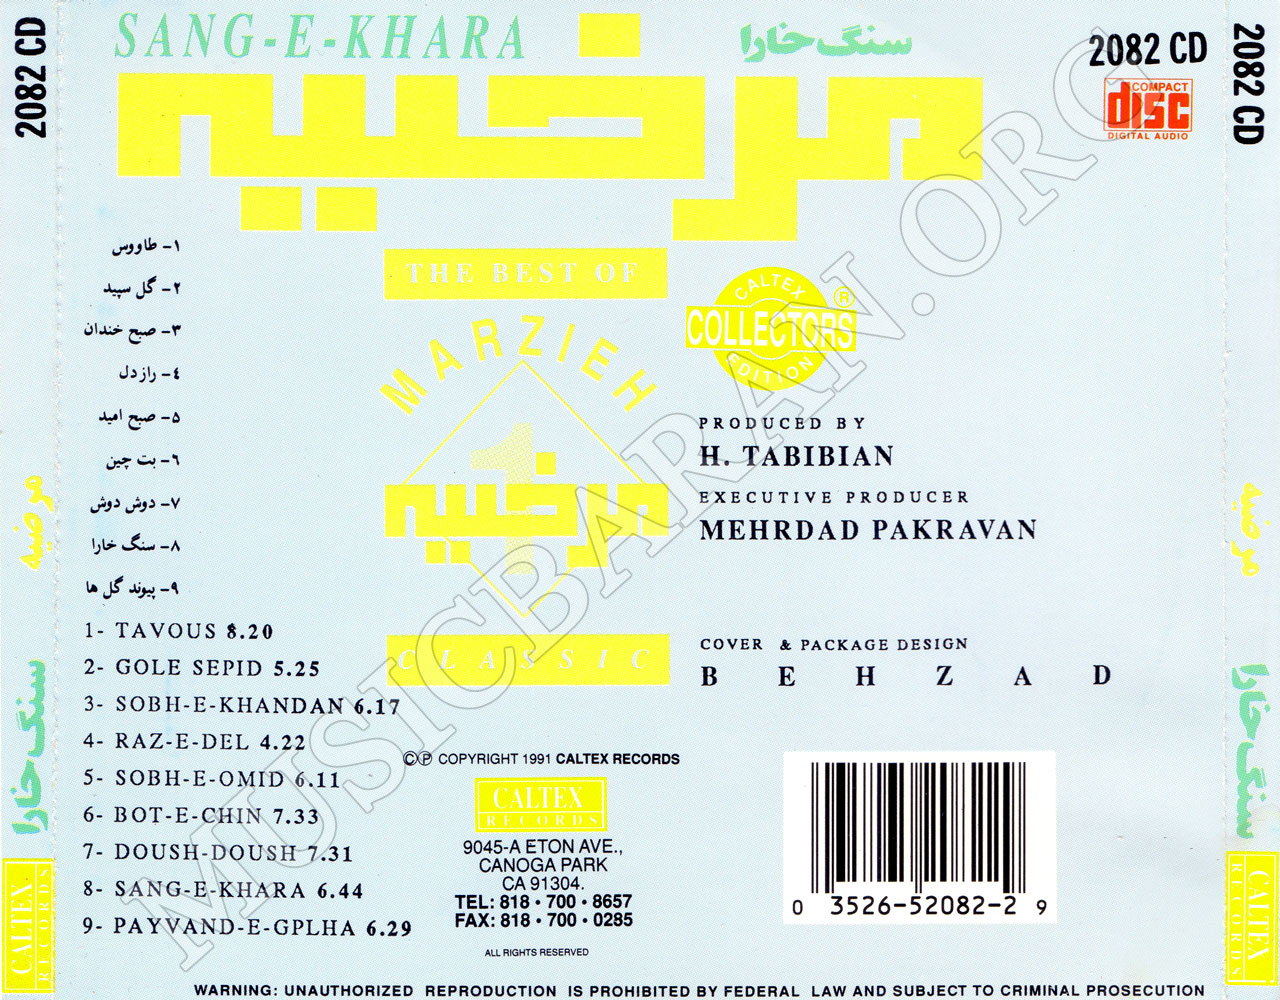 SANG-E-KHARA
سنگ خارا
2082 CD
COMPACT
disc
DIGITAL AUDIO
مرضیه
۱- طاووس
۲- گل سپید
۳- صبح خندان
۴- راز دل
۵- صبح امید
۶- بت چین
۷- دوش دوش
۸- سنگ خارا
۹- پیوند گل ها
1- TAVOUS 8.20
2- GOLE SEPID 5.25
3- SOBH-E-KHANDAN 6.17
4- RAZ-E-DEL 4.22
5- SOBH-E-OMID 6.11
6- BOT-E-CHIN 7.33
7- DOUSH-DOUSH 7.31
8- SANG-E-KHARA 6.44
9- PAYVAND-E-GPLHA 6.29
THE BEST OF
MARZIEH
1
مرضیه
CLASSIC
CALTEX
COLLECTORS ®
EDITION
PRODUCED BY
H. TABIBIAN
EXECUTIVE PRODUCER
MEHRDAD PAKRAVAN
COVER & PACKAGE DESIGN
BEHZAD
©℗ COPYRIGHT 1991 CALTEX RECORDS
CALTEX
RECORDS
9045-A ETON AVE.,
CANOGA PARK
CA 91304.
TEL: 818 • 700 • 8657
FAX: 818 • 700 • 0285
ALL RIGHTS RESERVED
0 3526-52082-2 9
WARNING: UNAUTHORIZED REPRODUCTION IS PROHIBITED BY FEDERAL LAW AND SUBJECT TO CRIMINAL PROSECUTION
2082 CD
مرضیه
سنگ خارا
CALTEX
RECORDS
2082 CD
مرضیه
سنگ خارا
CALTEX
RECORDS
MUSICBARAN.ORG